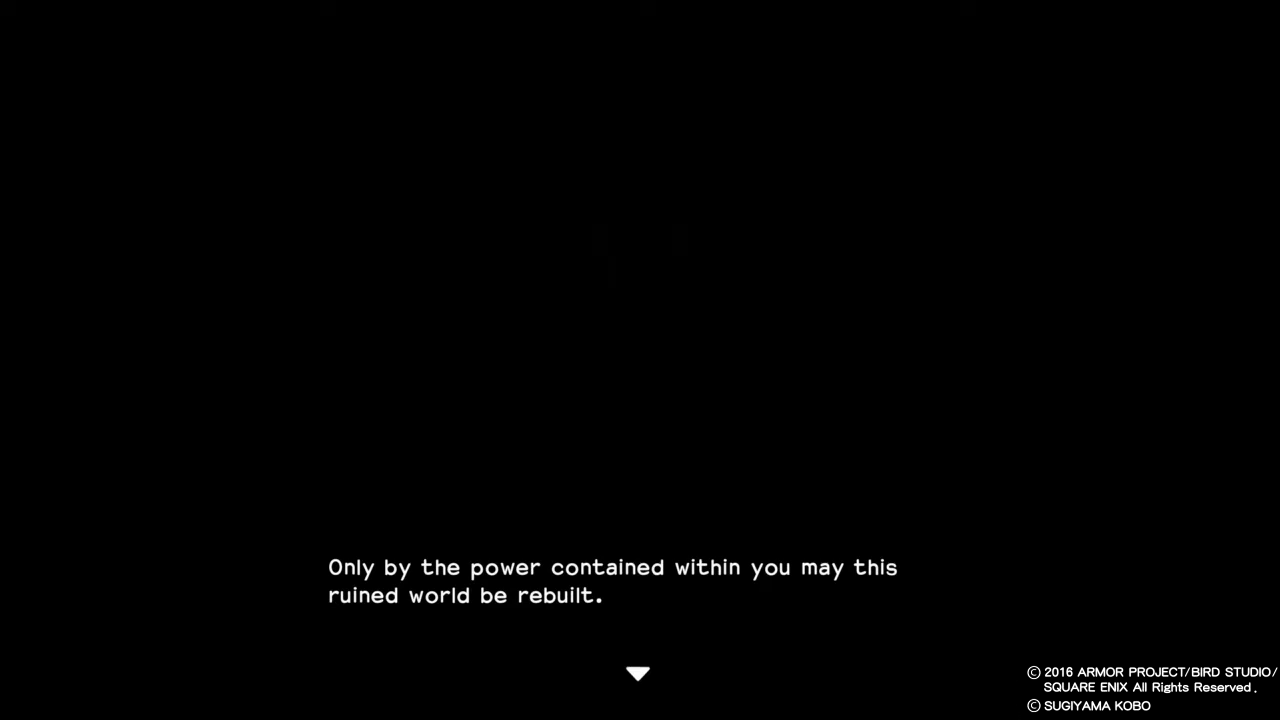 Only by the power contained within you may this
ruined world be rebuilt.
© 2016 ARMOR PROJECT/BIRD STUDIO/
SQUARE ENIX All Rights Reserved.
© SUGIYAMA KOBO